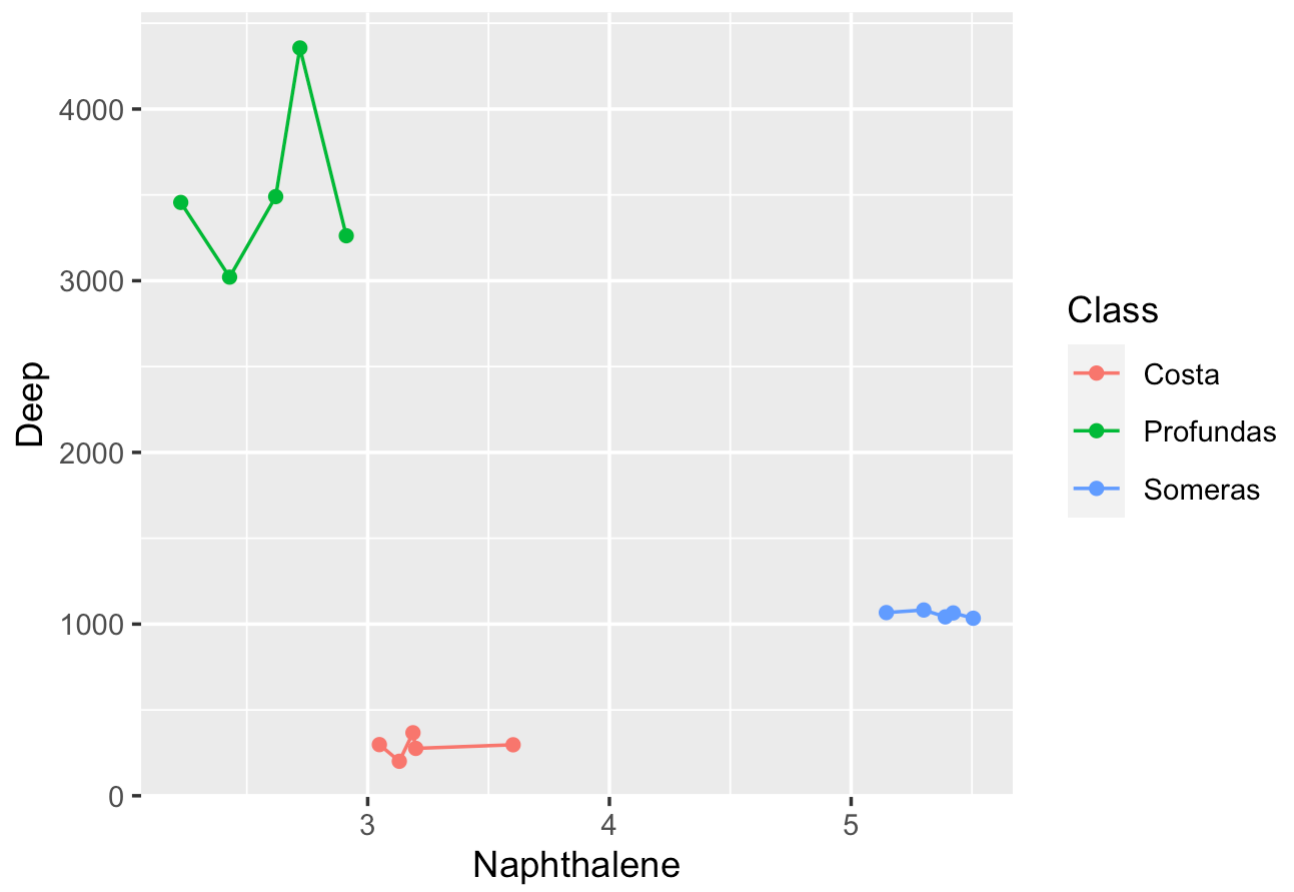 4000
3000
2000
1000
0
Deep
3
4
5
Naphthalene
Class
Costa
Profundas
Someras